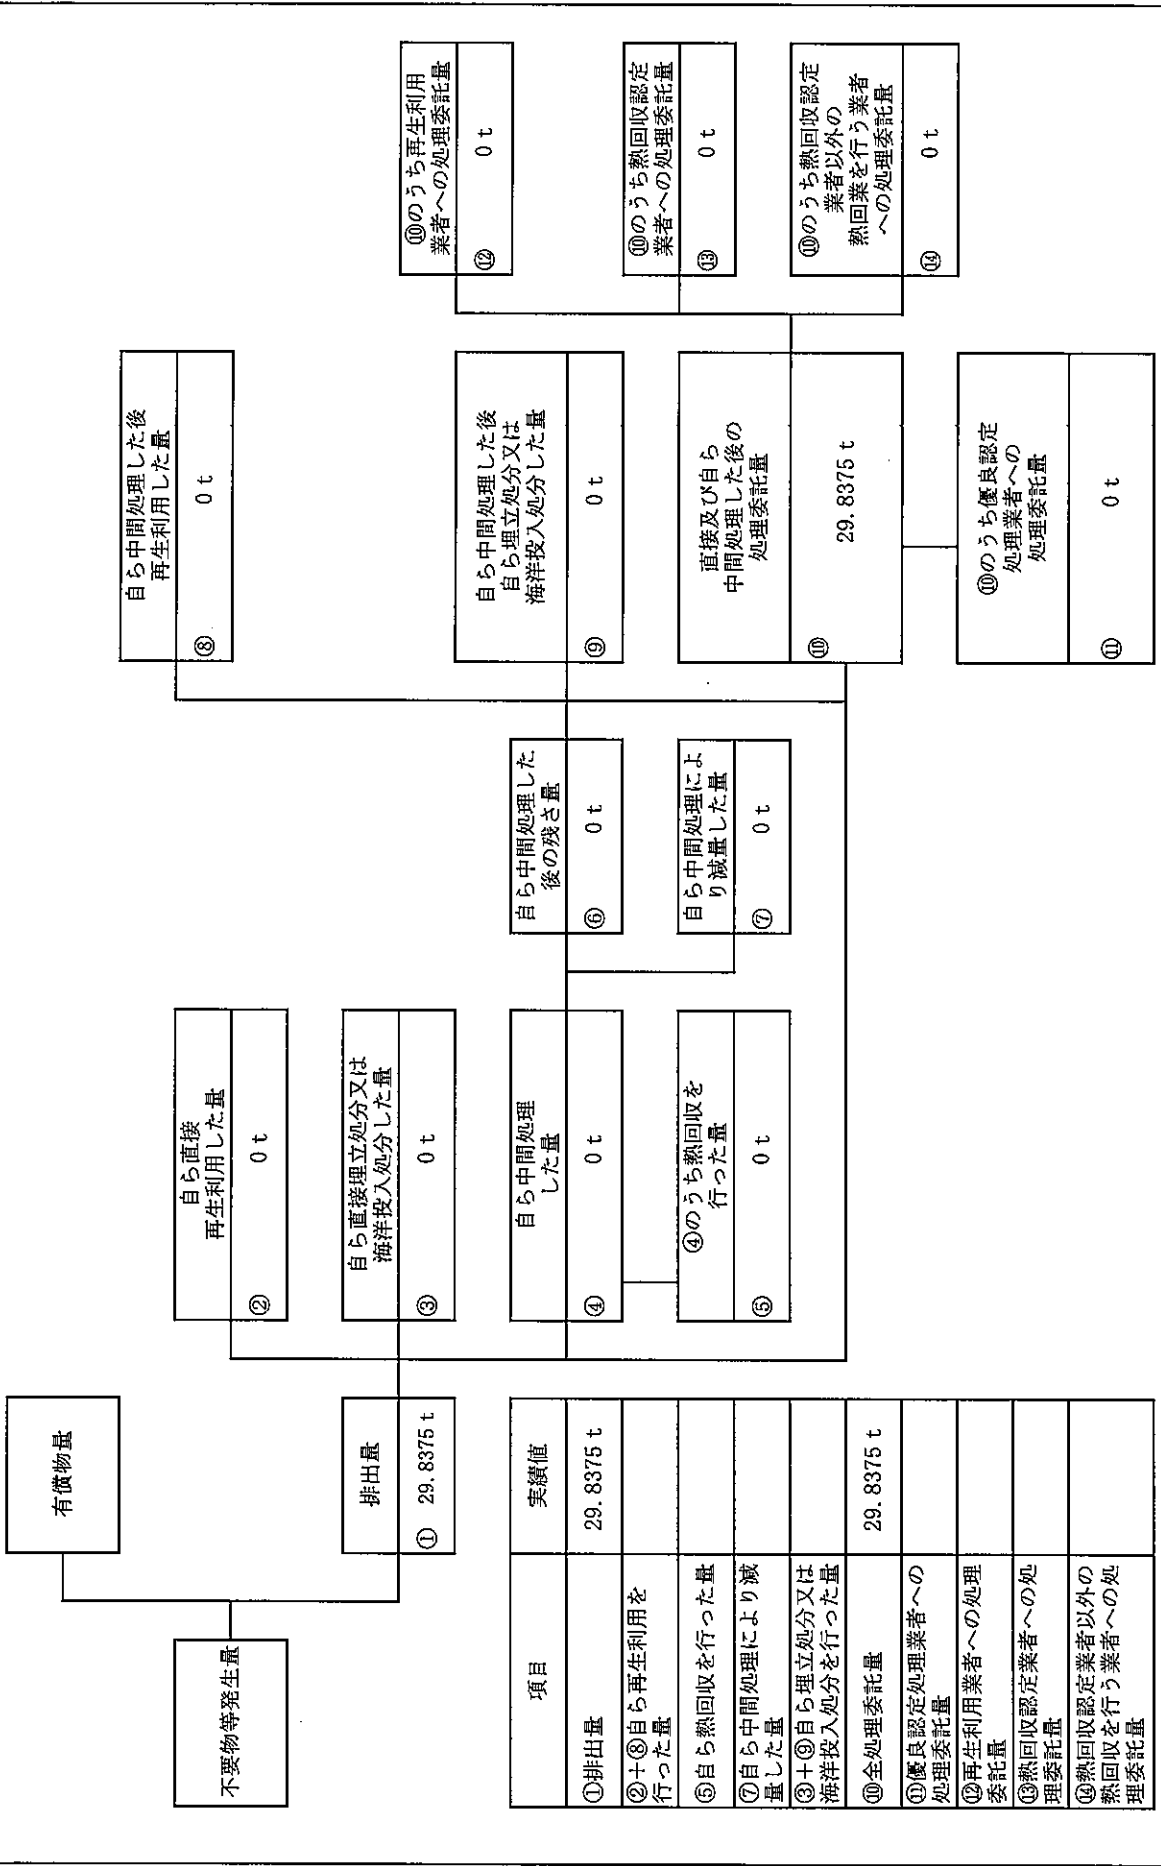 有償物量
不要物等発生量
排出量
① 29.8375 t
自ら直接
再生利用した量
② 0 t
自ら直接埋立処分又は
海洋投入処分した量
③ 0 t
自ら中間処理
した量
④ 0 t
④のうち熱回収を
行った量
⑤ 0 t
自ら中間処理した
後の残さ量
⑥ 0 t
自ら中間処理によ
り減量した量
⑦ 0 t
自ら中間処理した後
再生利用した量
⑧ 0 t
自ら中間処理した後
自ら埋立処分又は
海洋投入処分した量
⑨ 0 t
直接及び自ら
中間処理した後の
処理委託量
⑩ 29.8375 t
⑩のうち優良認定
処理業者への
処理委託量
⑪ 0 t
⑩のうち再生利用
業者への処理委託量
⑫ 0 t
⑩のうち熱回収認定
業者への処理委託量
⑬ 0 t
⑩のうち熱回収認定
業者以外の
熱回業を行う業者
への処理委託量
⑭ 0 t
項目 実績値
①排出量 29.8375 t
②+⑧自ら再生利用を
行った量
⑤自ら熱回収を行った量
⑦自ら中間処理により減
量した量
③+⑨自ら埋立処分又は
海洋投入処分を行った量
⑩全処理委託量 29.8375 t
⑪優良認定処理業者への
処理委託量
⑫再生利用業者への処理
委託量
⑬熱回収認定業者への処
理委託量
⑭熱回収認定業者以外の
熱回収を行う業者への処
理委託量